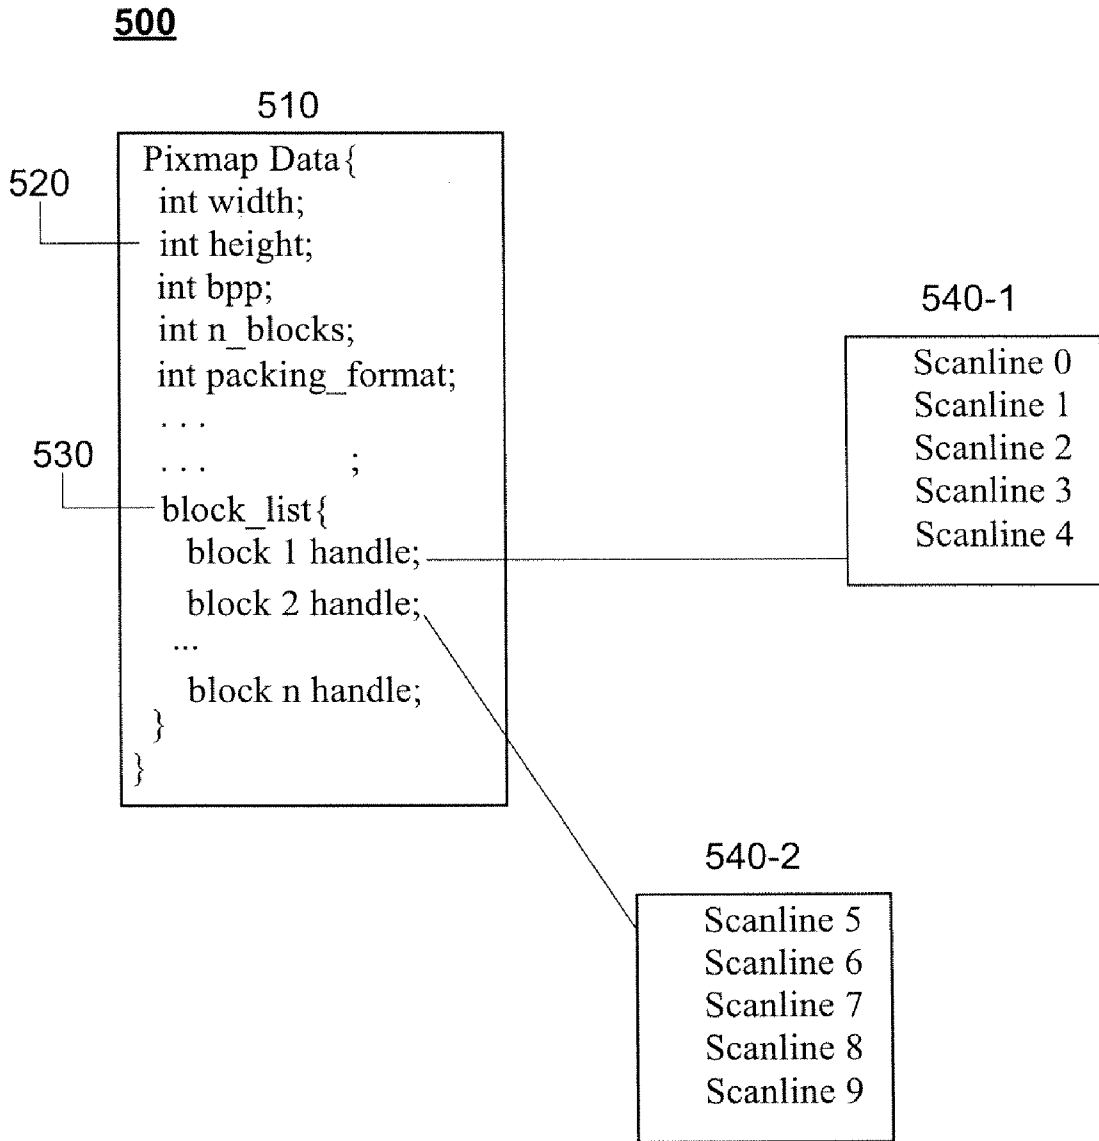 500
510
Pixmap Data{
520
int width;
int height;
int bpp;
int n_blocks;
int packing_format;
. . .
530
. . . ;
block_list{
block 1 handle;
block 2 handle;
...
block n handle;
}
}
540-1
Scanline 0
Scanline 1
Scanline 2
Scanline 3
Scanline 4
540-2
Scanline 5
Scanline 6
Scanline 7
Scanline 8
Scanline 9